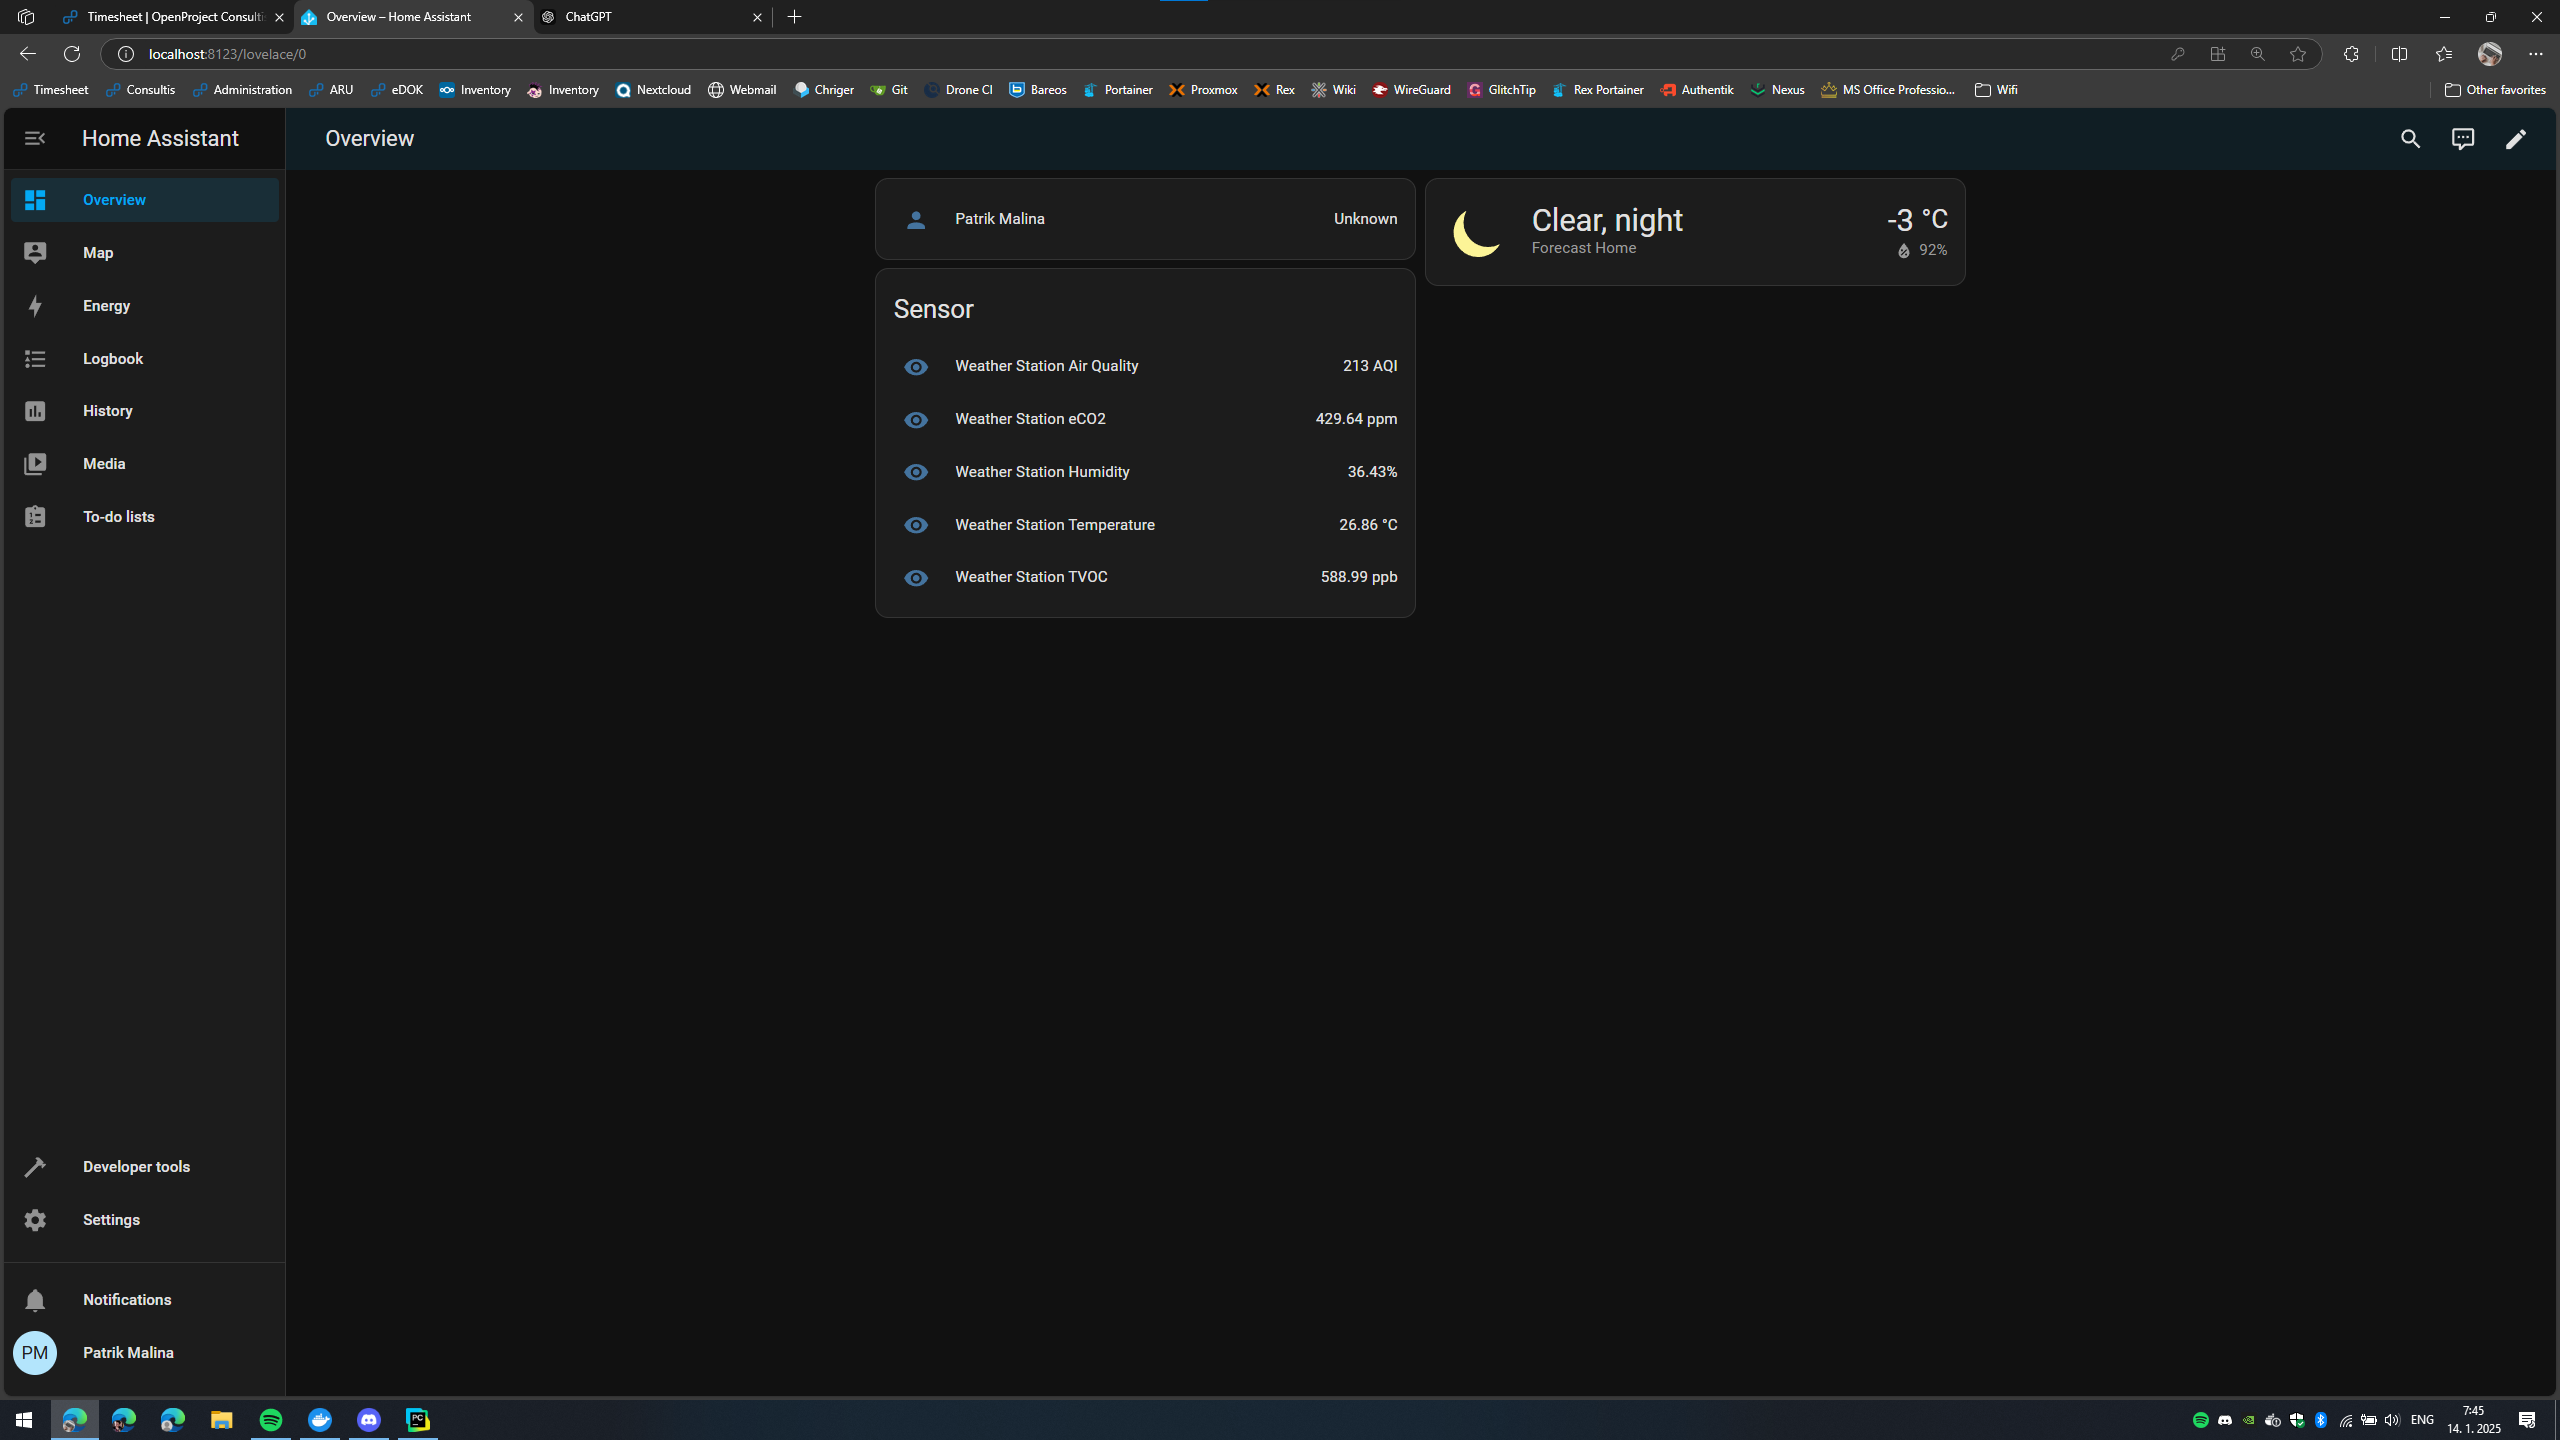 Timesheet | OpenProject Consulti
Overview – Home Assistant
ChatGPT
localhost:8123/lovelace/0
Timesheet
Consultis
Administration
ARU
eDOK
Inventory
Inventory
Nextcloud
Webmail
Chriger
Git
Drone CI
Bareos
Portainer
Proxmox
Rex
Wiki
WireGuard
GlitchTip
Rex Portainer
Authentik
Nexus
MS Office Professio...
Wifi
Other favorites
Home Assistant
Overview
Overview
Map
Energy
Logbook
History
Media
To-do lists
Developer tools
Settings
Notifications
PM Patrik Malina
Patrik Malina Unknown
Sensor
Weather Station Air Quality 213 AQI
Weather Station eCO2 429.64 ppm
Weather Station Humidity 36.43%
Weather Station Temperature 26.86 °C
Weather Station TVOC 588.99 ppb
Clear, night -3 °C
Forecast Home 92%
PC
ENG
7:45
14. 1. 2025